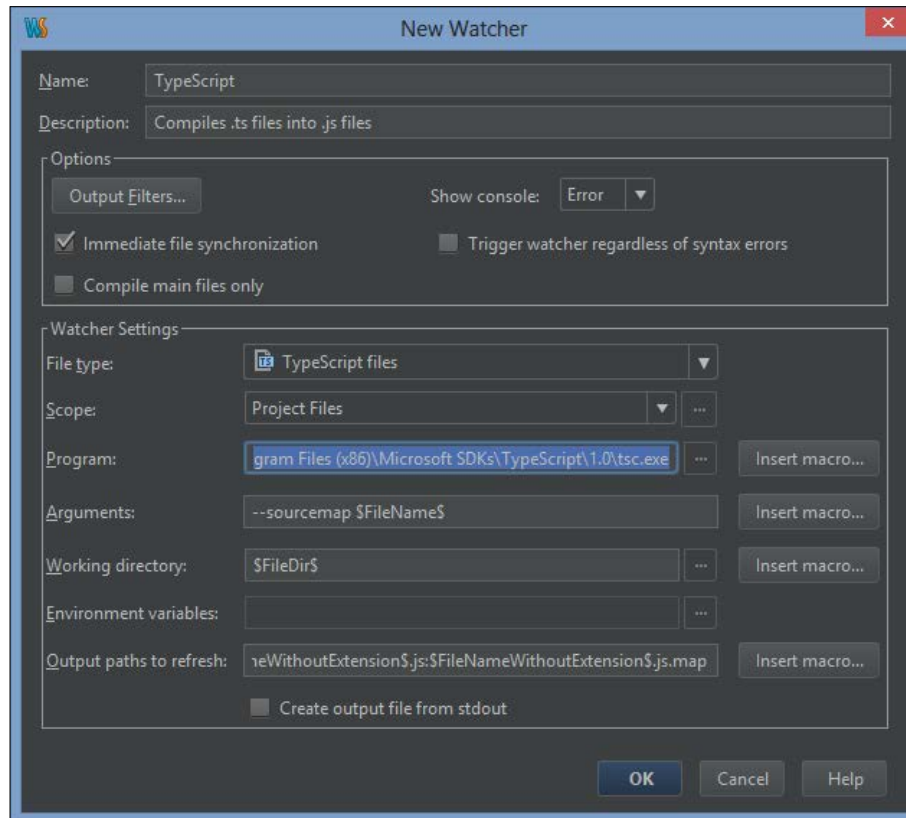 WS New Watcher
Name: TypeScript
Description: Compiles .ts files into .js files
Options
Output Filters... Show console: Error
Immediate file synchronization Trigger watcher regardless of syntax errors
Compile main files only
Watcher Settings
File type: TypeScript files
Scope: Project Files ...
Program: gram Files (x86)\Microsoft SDKs\TypeScript\1.0\tsc.exe ... Insert macro...
Arguments: --sourcemap $FileName$ Insert macro...
Working directory: $FileDir$ ... Insert macro...
Environment variables: ...
Output paths to refresh: eWithoutExtension$.js:$FileNameWithoutExtension$.js.map Insert macro...
Create output file from stdout
OK Cancel Help